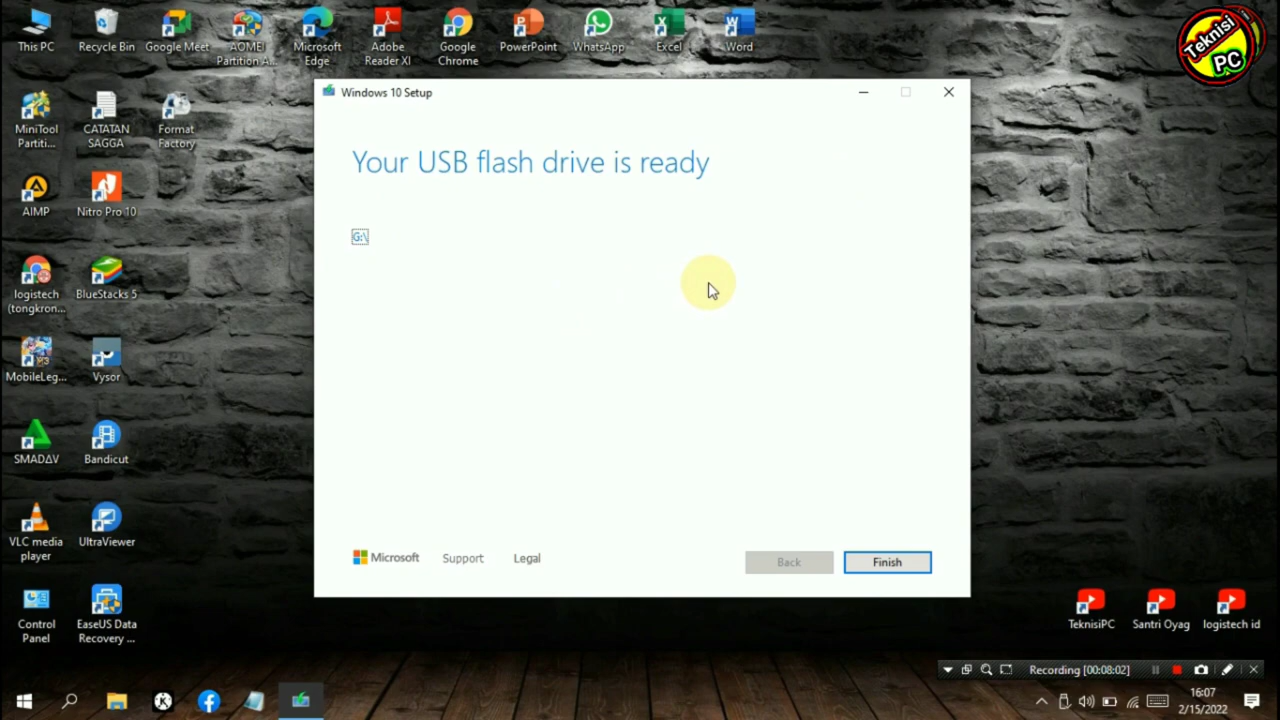 This PC
Recycle Bin
Google Meet
AOMEI
Partition A...
Microsoft
Edge
Adobe
Reader XI
Google
Chrome
PowerPoint
WhatsApp
Excel
Word
Teknisi
PC
MiniTool
Partiti...
CATATAN
SAGGA
Format
Factory
AIMP
Nitro Pro 10
logistech
(tongkron...
BlueStacks 5
MobileLeg...
Vysor
SMADΔV
Bandicut
VLC media
player
UltraViewer
Control
Panel
EaseUS Data
Recovery ...
Windows 10 Setup
Your USB flash drive is ready
G:\
Microsoft
Support
Legal
Back
Finish
TeknisiPC
Santri Oyag
logistech id
Recording [00:08:02]
16:07
2/15/2022